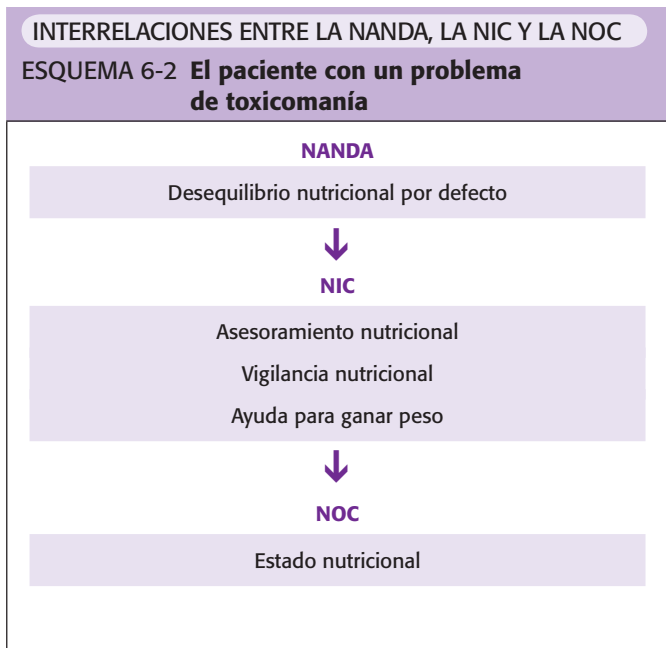 INTERRELACIONES ENTRE LA NANDA, LA NIC Y LA NOC
ESQUEMA 6-2 El paciente con un problema
de toxicomanía
NANDA
Desequilibrio nutricional por defecto
NIC
Asesoramiento nutricional
Vigilancia nutricional
Ayuda para ganar peso
NOC
Estado nutricional